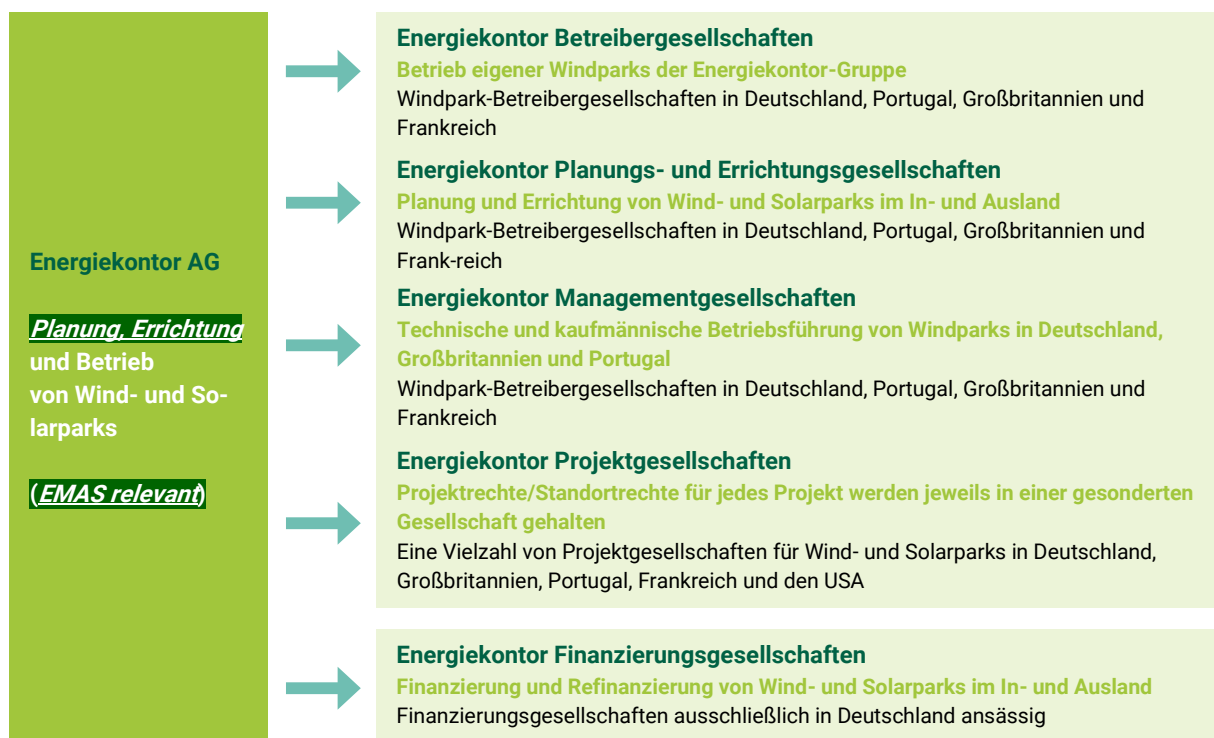 Energiekontor AG
Planung, Errichtung
und Betrieb
von Wind- und So-
larparks
(EMAS relevant)
Energiekontor Betreibergesellschaften
Betrieb eigener Windparks der Energiekontor-Gruppe
Windpark-Betreibergesellschaften in Deutschland, Portugal, Großbritannien und
Frankreich
Energiekontor Planungs- und Errichtungsgesellschaften
Planung und Errichtung von Wind- und Solarparks im In- und Ausland
Windpark-Betreibergesellschaften in Deutschland, Portugal, Großbritannien und
Frank-reich
Energiekontor Managementgesellschaften
Technische und kaufmännische Betriebsführung von Windparks in Deutschland,
Großbritannien und Portugal
Windpark-Betreibergesellschaften in Deutschland, Portugal, Großbritannien und
Frankreich
Energiekontor Projektgesellschaften
Projektrechte/Standortrechte für jedes Projekt werden jeweils in einer gesonderten
Gesellschaft gehalten
Eine Vielzahl von Projektgesellschaften für Wind- und Solarparks in Deutschland,
Großbritannien, Portugal, Frankreich und den USA
Energiekontor Finanzierungsgesellschaften
Finanzierung und Refinanzierung von Wind- und Solarparks im In- und Ausland
Finanzierungsgesellschaften ausschließlich in Deutschland ansässig